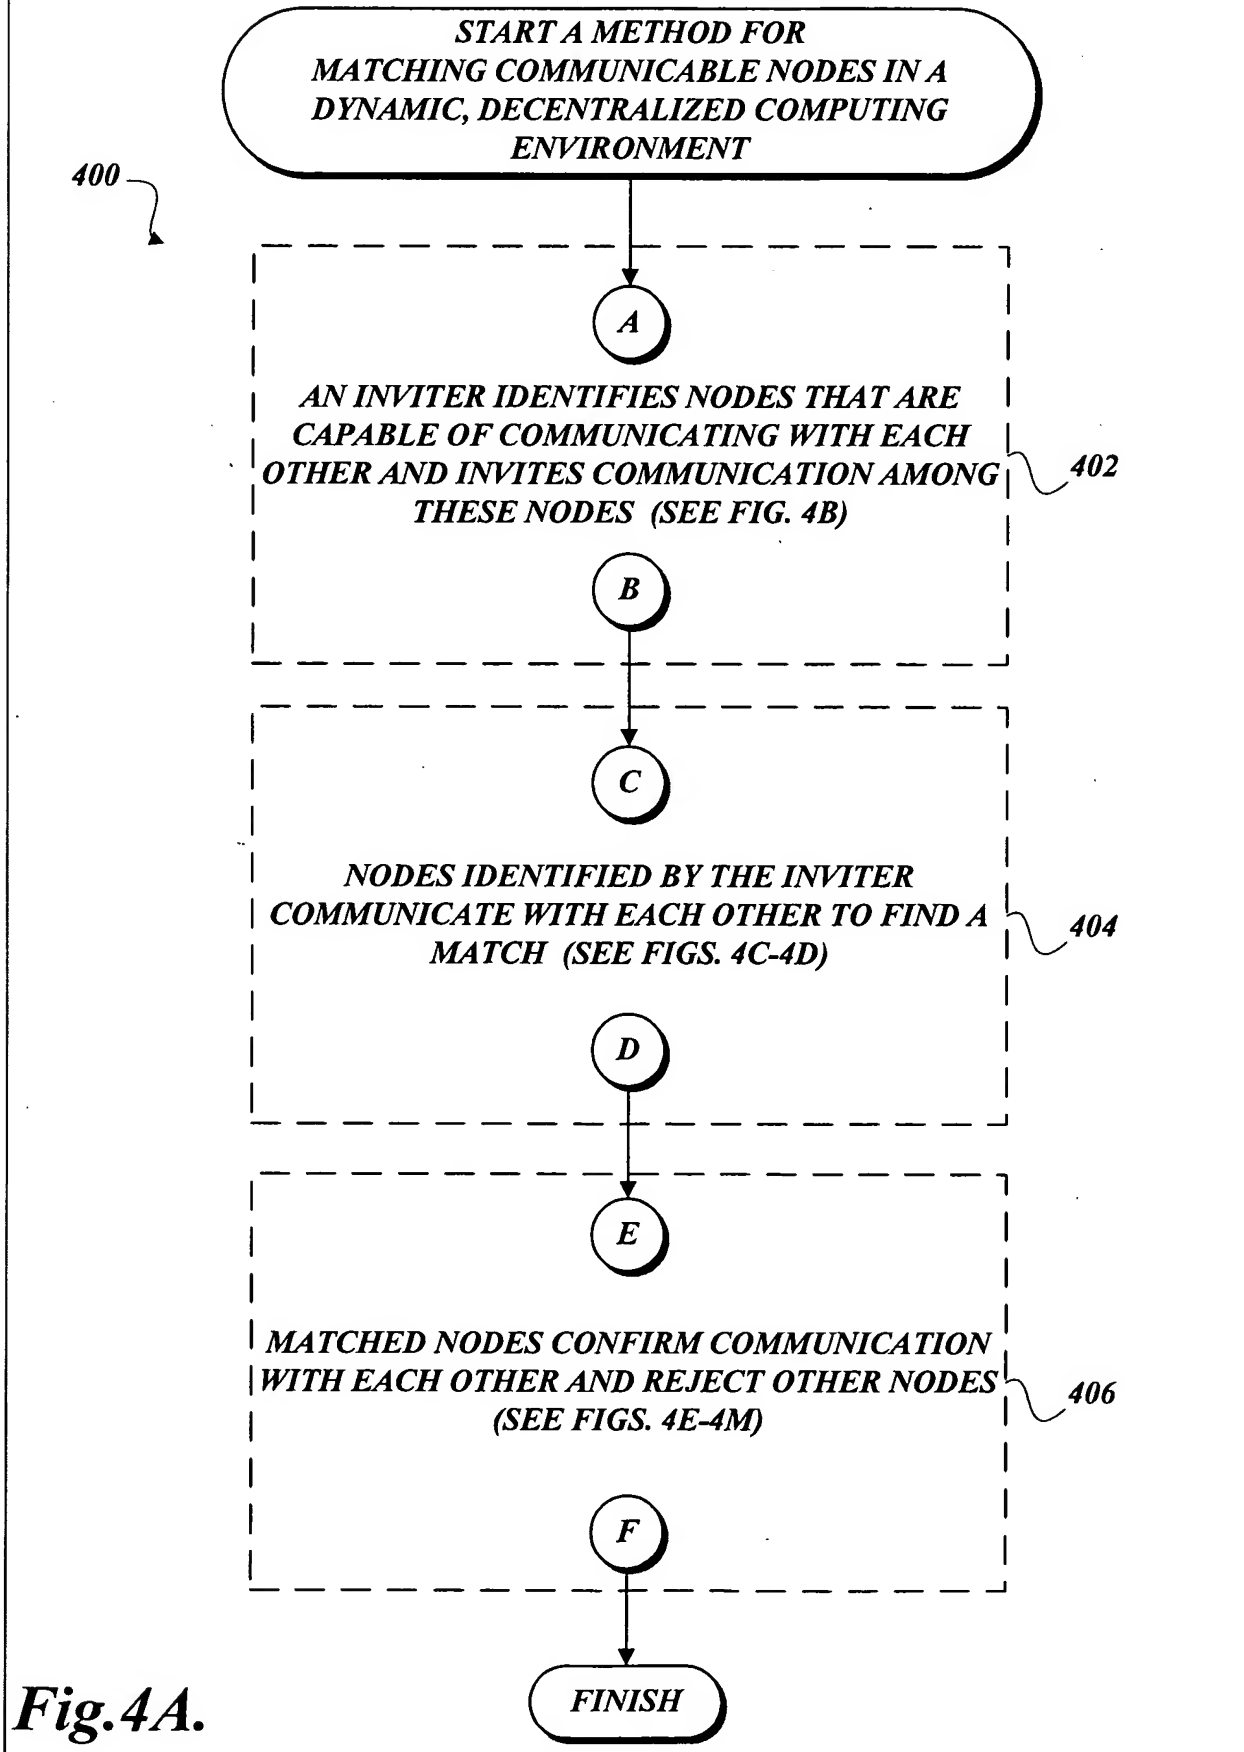 START A METHOD FOR
MATCHING COMMUNICABLE NODES IN A
DYNAMIC, DECENTRALIZED COMPUTING
ENVIRONMENT
400
A
AN INVITER IDENTIFIES NODES THAT ARE
CAPABLE OF COMMUNICATING WITH EACH
OTHER AND INVITES COMMUNICATION AMONG
THESE NODES (SEE FIG. 4B)
402
B
C
NODES IDENTIFIED BY THE INVITER
COMMUNICATE WITH EACH OTHER TO FIND A
MATCH (SEE FIGS. 4C-4D)
404
D
E
MATCHED NODES CONFIRM COMMUNICATION
WITH EACH OTHER AND REJECT OTHER NODES
(SEE FIGS. 4E-4M)
406
F
FINISH
Fig.4A.